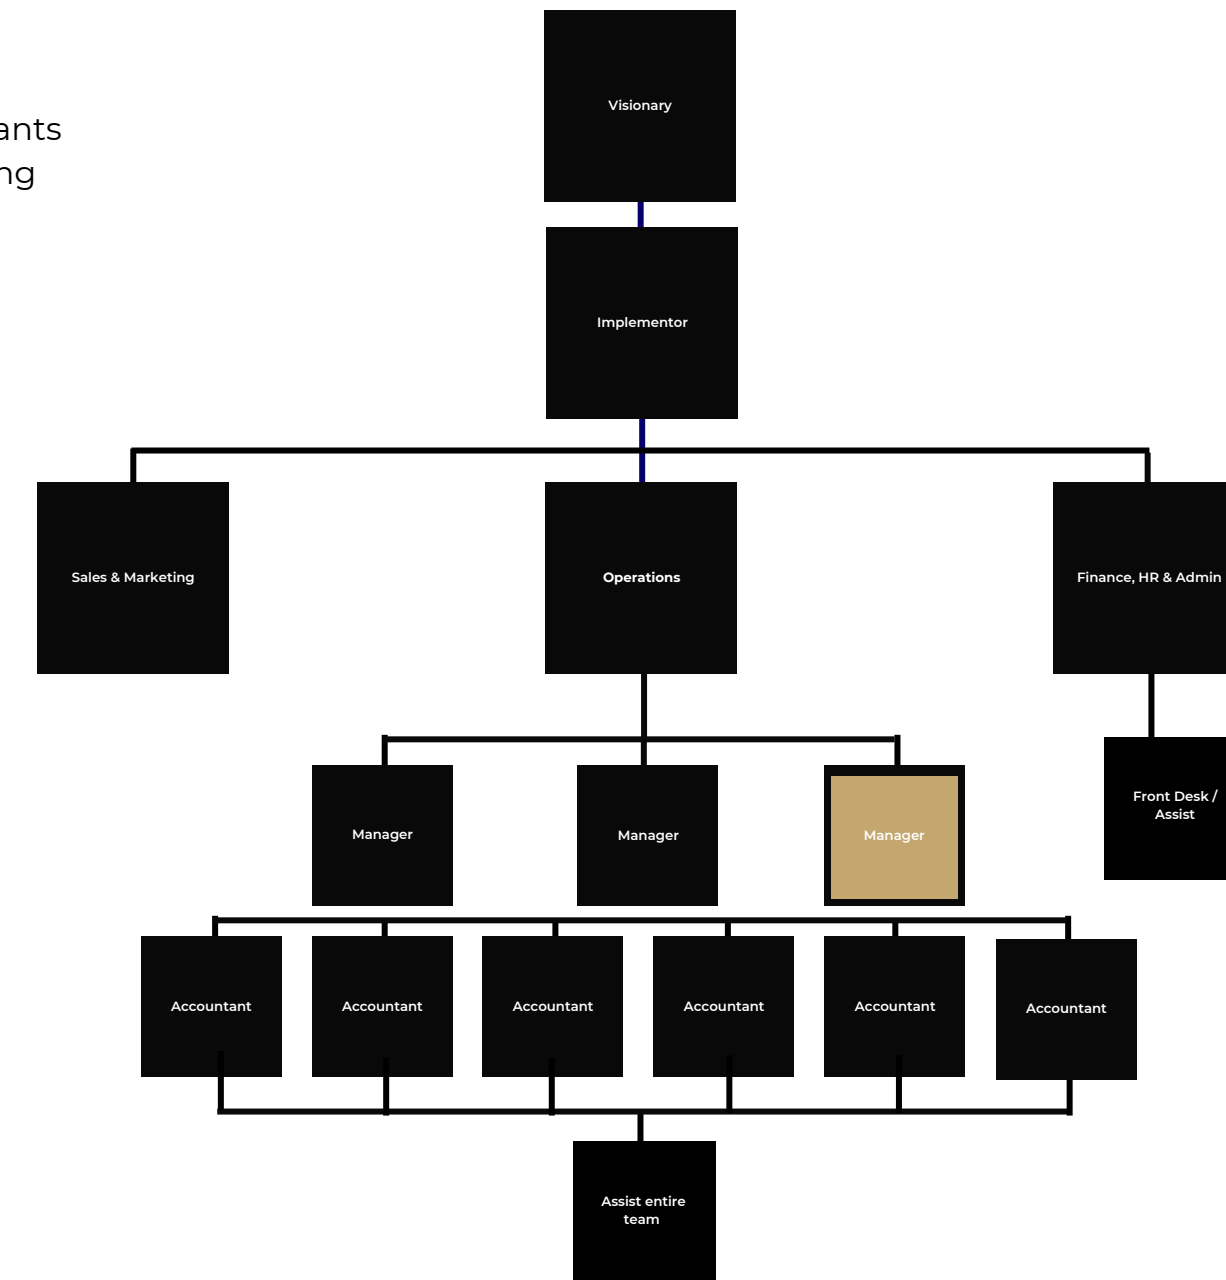 Visionary
ants
ng
Implementor
Sales & Marketing
Operations
Finance, HR & Admin
Manager
Manager
Manager
Front Desk /
Assist
Accountant
Accountant
Accountant
Accountant
Accountant
Accountant
Assist entire
team